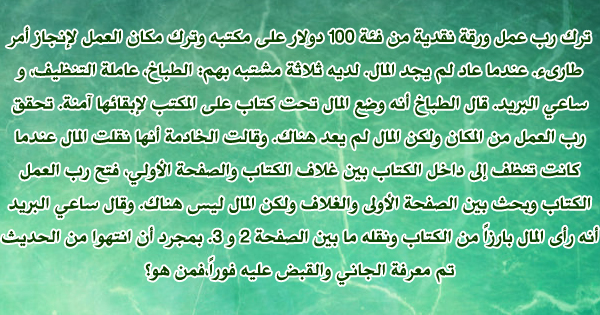 ترك رب عمل ورقة نقدية من فئة 100 دولار على مكتبه وترك مكان العمل لإنجاز أمر
طارىء. عندما عاد لم يجد المال. لديه ثلاثة مشتبه بهم: الطباخ، عاملة التنظيف، و
ساعي البريد. قال الطباخ أنه وضع المال تحت كتاب على المكتب لإبقائها آمنة. تحقق
رب العمل من المكان ولكن المال لم يعد هناك. وقالت الخادمة أنها نقلت المال عندما
كانت تنظف إلى داخل الكتاب بين غلاف الكتاب والصفحة الأولي، فتح رب العمل
الكتاب وبحث بين الصفحة الأولى والغلاف ولكن المال ليس هناك. وقال ساعي البريد
أنه رأى المال بارزاً من الكتاب ونقله ما بين الصفحة 2 و 3. بمجرد أن انتهوا من الحديث
تم معرفة الجاني والقبض عليه فوراً،فمن هو؟